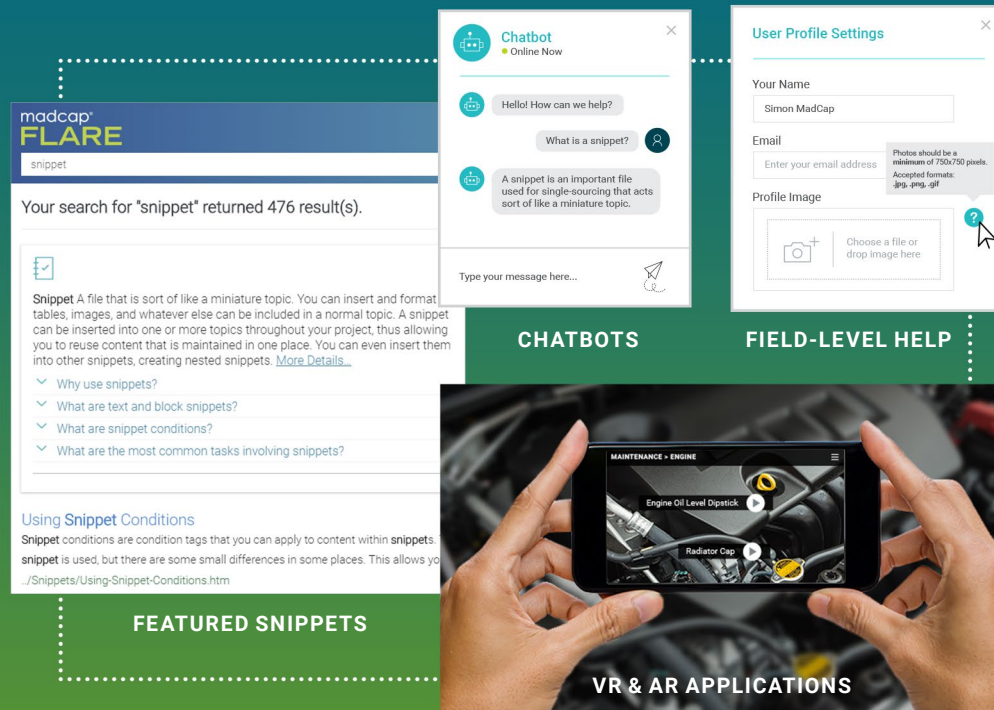 madcap®
FLARE
snippet
Your search for "snippet" returned 476 result(s).
Snippet A file that is sort of like a miniature topic. You can insert and format
tables, images, and whatever else can be included in a normal topic. A snippet
can be inserted into one or more topics throughout your project, thus allowing
you to reuse content that is maintained in one place. You can even insert them
into other snippets, creating nested snippets. More Details...
Why use snippets?
What are text and block snippets?
What are snippet conditions?
What are the most common tasks involving snippets?
Using Snippet Conditions
Snippet conditions are condition tags that you can apply to content within snippets.
snippet is used, but there are some small differences in some places. This allows yo
../Snippets/Using-Snippet-Conditions.htm
FEATURED SNIPPETS
Chatbot
Online Now
Hello! How can we help?
What is a snippet?
A snippet is an important file
used for single-sourcing that acts
sort of like a miniature topic.
Type your message here...
CHATBOTS
User Profile Settings
Your Name
Simon MadCap
Email
Enter your email address
Photos should be a
minimum of 750x750 pixels.
Accepted formats:
.jpg, .png, .gif
Profile Image
?
Choose a file or
drop image here
FIELD-LEVEL HELP
MAINTENANCE > ENGINE
Engine Oil Level Dipstick
Radiator Cap
VR & AR APPLICATIONS